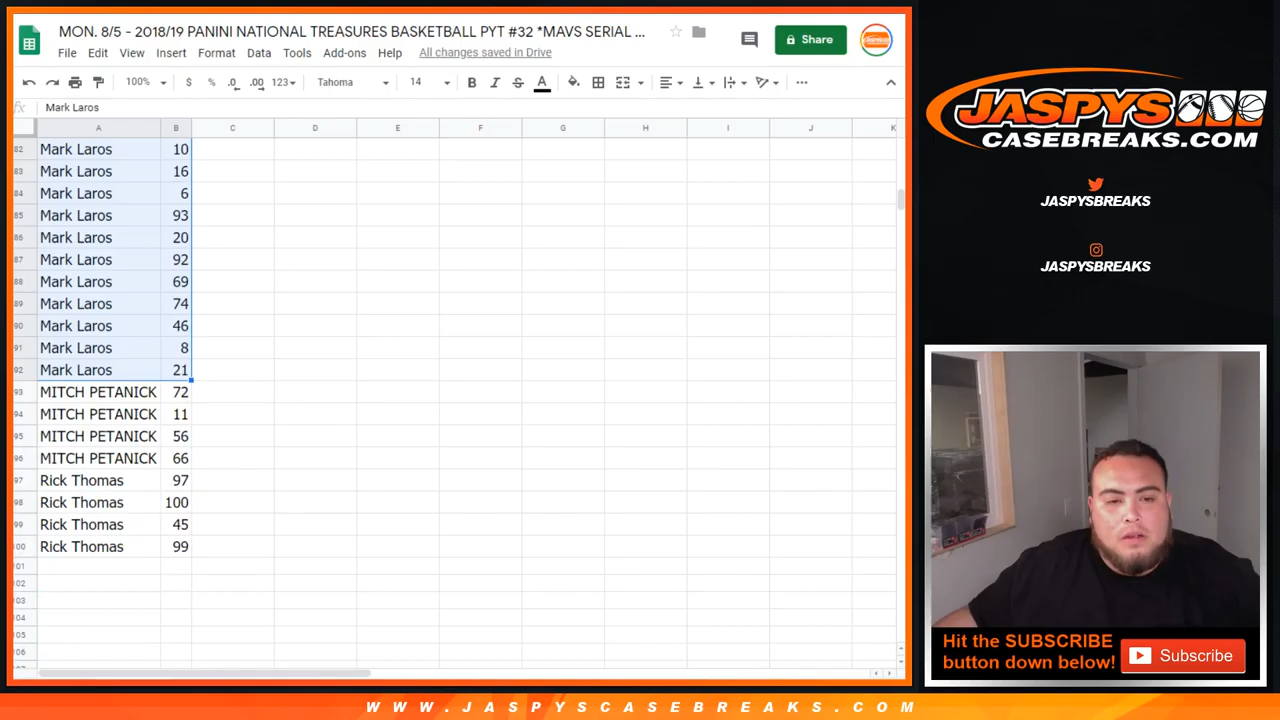 MON. 8/5 - 2018/19 PANINI NATIONAL TREASURES BASKETBALL PYT #32 *MAVS SERIAL ...
Share
File Edit View Format Data Tools Add-ons Help All changes saved in Drive
100% $ % .0 .00 123 Tahoma 14 B I S A
fx Mark Laros
A B C D E F G H I J K
82 Mark Laros 10
83 Mark Laros 16
84 Mark Laros 6
85 Mark Laros 93
86 Mark Laros 20
87 Mark Laros 92
88 Mark Laros 69
89 Mark Laros 74
90 Mark Laros 46
91 Mark Laros 8
92 Mark Laros 21
93 MITCH PETANICK 72
94 MITCH PETANICK 11
95 MITCH PETANICK 56
96 MITCH PETANICK 66
97 Rick Thomas 97
98 Rick Thomas 100
99 Rick Thomas 45
100 Rick Thomas 99
101
102
103
104
105
106
JASPYS
CASEBREAKS.COM
JASPYSBREAKS
JASPYSBREAKS
Hit the SUBSCRIBE
button down below!
Subscribe
WWW.JASPYSCASEBREAKS.COM